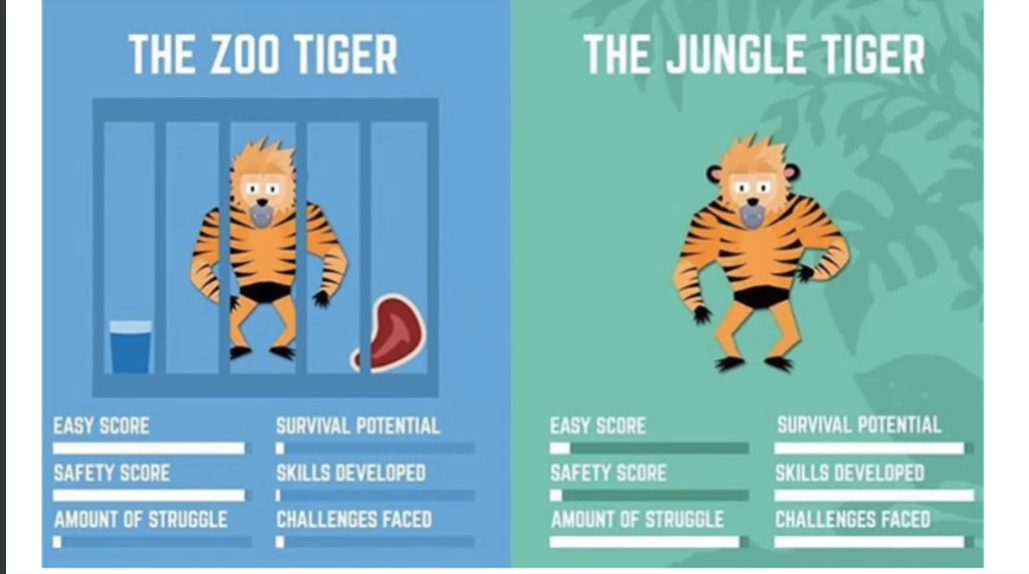 THE ZOO TIGER
EASY SCORE
SURVIVAL POTENTIAL
SAFETY SCORE
SKILLS DEVELOPED
AMOUNT OF STRUGGLE
CHALLENGES FACED
THE JUNGLE TIGER
EASY SCORE
SURVIVAL POTENTIAL
SAFETY SCORE
SKILLS DEVELOPED
AMOUNT OF STRUGGLE
CHALLENGES FACED